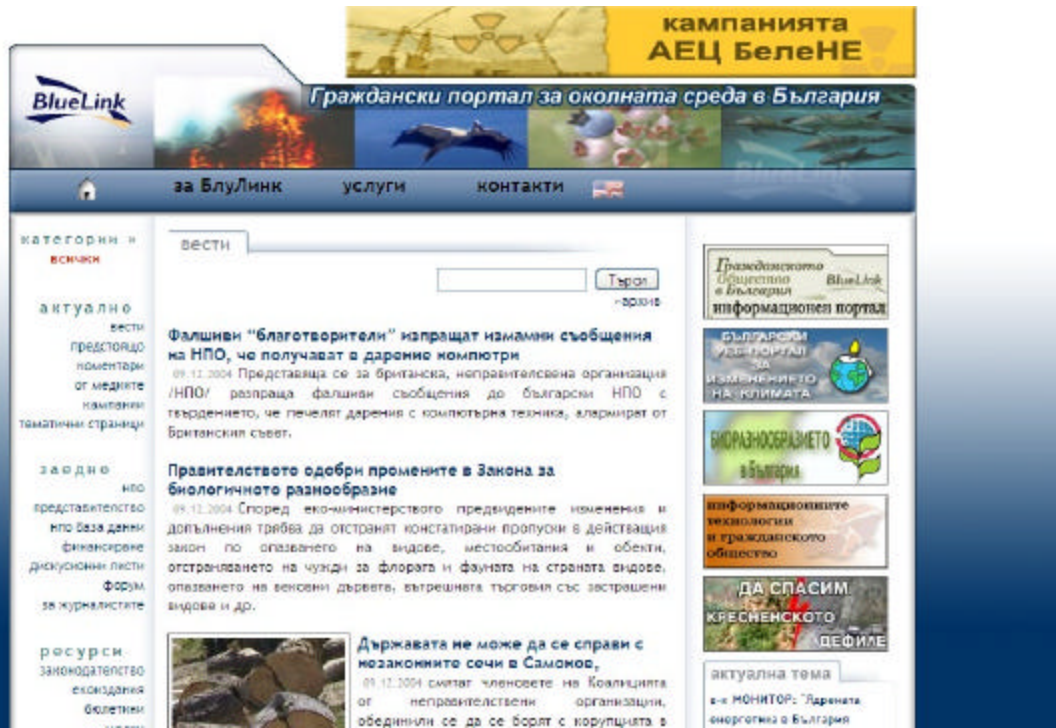 кампанията
АЕЦ БелеНЕ
BlueLink
Граждански портал за околната среда в България
BlueLink
за БлуЛинк услуги контакти
категории »
всички
актуално
вести
предстоящо
коментари
от медиите
кампании
тематични страници
заедно
нпо
представителство
нпо база данни
финансиране
дискусионни листи
форум
за журналистите
ресурси
законодателство
екоиздания
бюлетини
вести
Търси
»архив
Фалшиви “благотворители” изпращат измамни съобщения
на НПО, че получават в дарение компютри
09.12.2004 Представяща се за британска, неправителсвена организация
/НПО/ разпраща фалшиви съобщения до български НПО с
твърдението, че печелят дарения с компютърна техника, алармират от
Британския съвет.
Правителството одобри промените в Закона за
биологичното разнообразие
09.12.2004 Според еко-министерството предвидените изменения и
допълнения трябва да отстранят констатирани пропуски в действащия
закон по опазването на видове, местообитания и обекти,
отстраняването на чужди за флората и фауната на страната видове,
опазването на вековни дървета, вътрешната търговия със застрашени
видове и др.
Държавата не може да се справи с
незаконните сечи в Самоков,
09.12.2004 смятат членовете на Коалицията
от неправителствени организации,
обединили се да се борят с корупцията в
Гражданското
общество
в България
BlueLink
информационен портал
БЪЛГАРСКИ
УЕБ-ПОРТАЛ
ЗА
ИЗМЕНЕНИЕТО
НА КЛИМАТА
БИОРАЗНООБРАЗИЕТО
в България
информационните
технологии
и гражданското
общество
ДА СПАСИМ
КРЕСНЕНСКОТО
ДЕФИЛЕ
актуална тема
в-к МОНИТОР: "Ядрената
енергетика в България